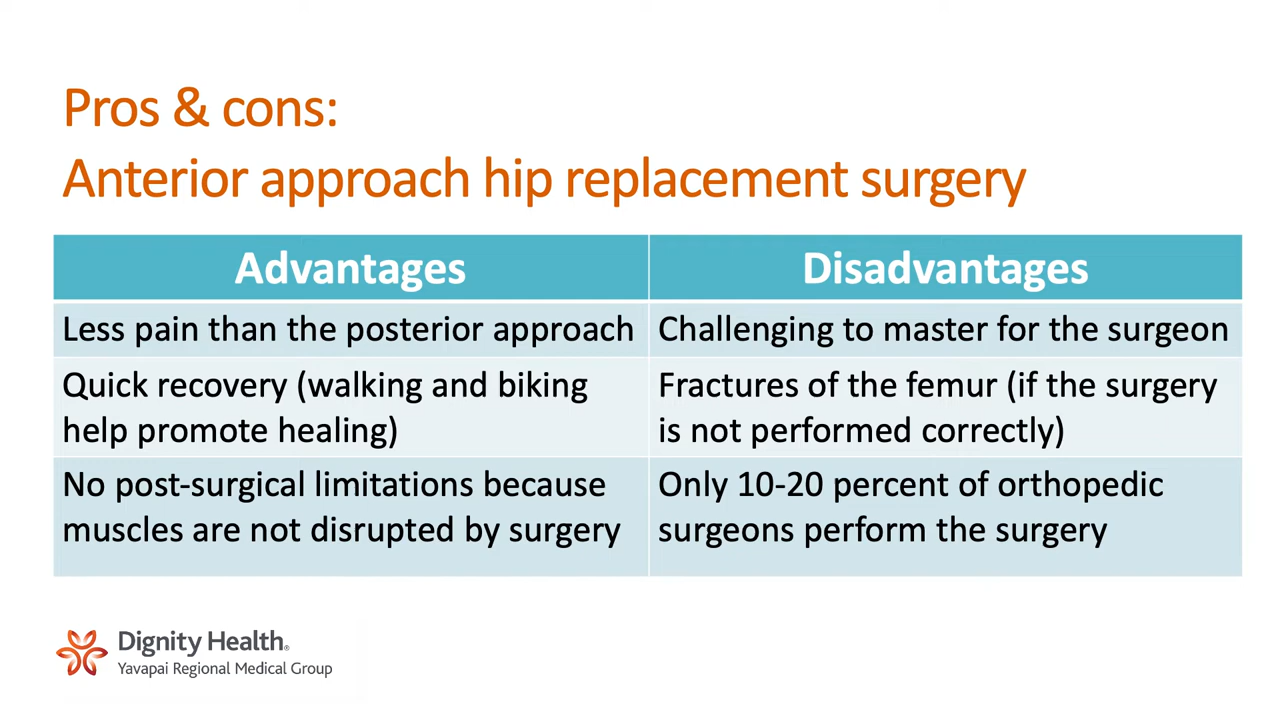 Pros & cons:
Anterior approach hip replacement surgery
Advantages
Disadvantages
Less pain than the posterior approach
Challenging to master for the surgeon
Quick recovery (walking and biking
help promote healing)
Fractures of the femur (if the surgery
is not performed correctly)
No post-surgical limitations because
muscles are not disrupted by surgery
Only 10-20 percent of orthopedic
surgeons perform the surgery
Dignity Health®
Yavapai Regional Medical Group